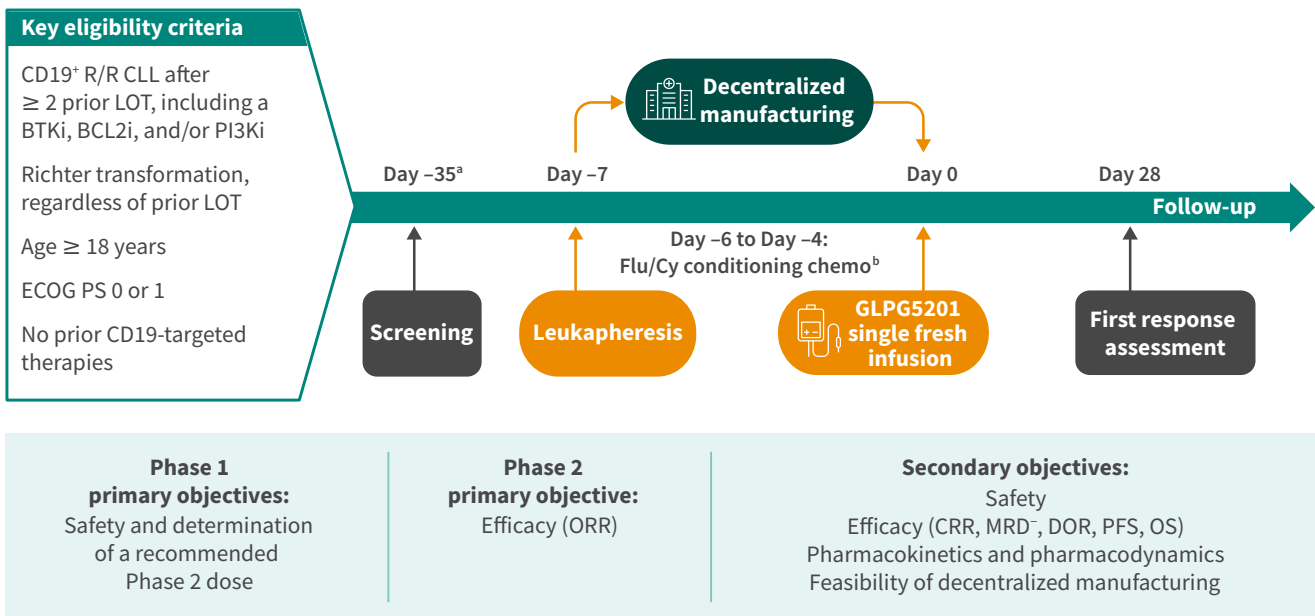 Key eligibility criteria
CD19⁺ R/R CLL after
≥ 2 prior LOT, including a
BTKi, BCL2i, and/or PI3Ki
Richter transformation,
regardless of prior LOT
Age ≥ 18 years
ECOG PS 0 or 1
No prior CD19-targeted
therapies
Decentralized
manufacturing
Day –35ᵃ
Day –7
Day 0
Day 28
Follow-up
Day –6 to Day –4:
Flu/Cy conditioning chemoᵇ
Screening
Leukapheresis
GLPG5201
single fresh
infusion
First response
assessment
Phase 1
primary objectives:
Safety and determination
of a recommended
Phase 2 dose
Phase 2
primary objective:
Efficacy (ORR)
Secondary objectives:
Safety
Efficacy (CRR, MRD⁻, DOR, PFS, OS)
Pharmacokinetics and pharmacodynamics
Feasibility of decentralized manufacturing